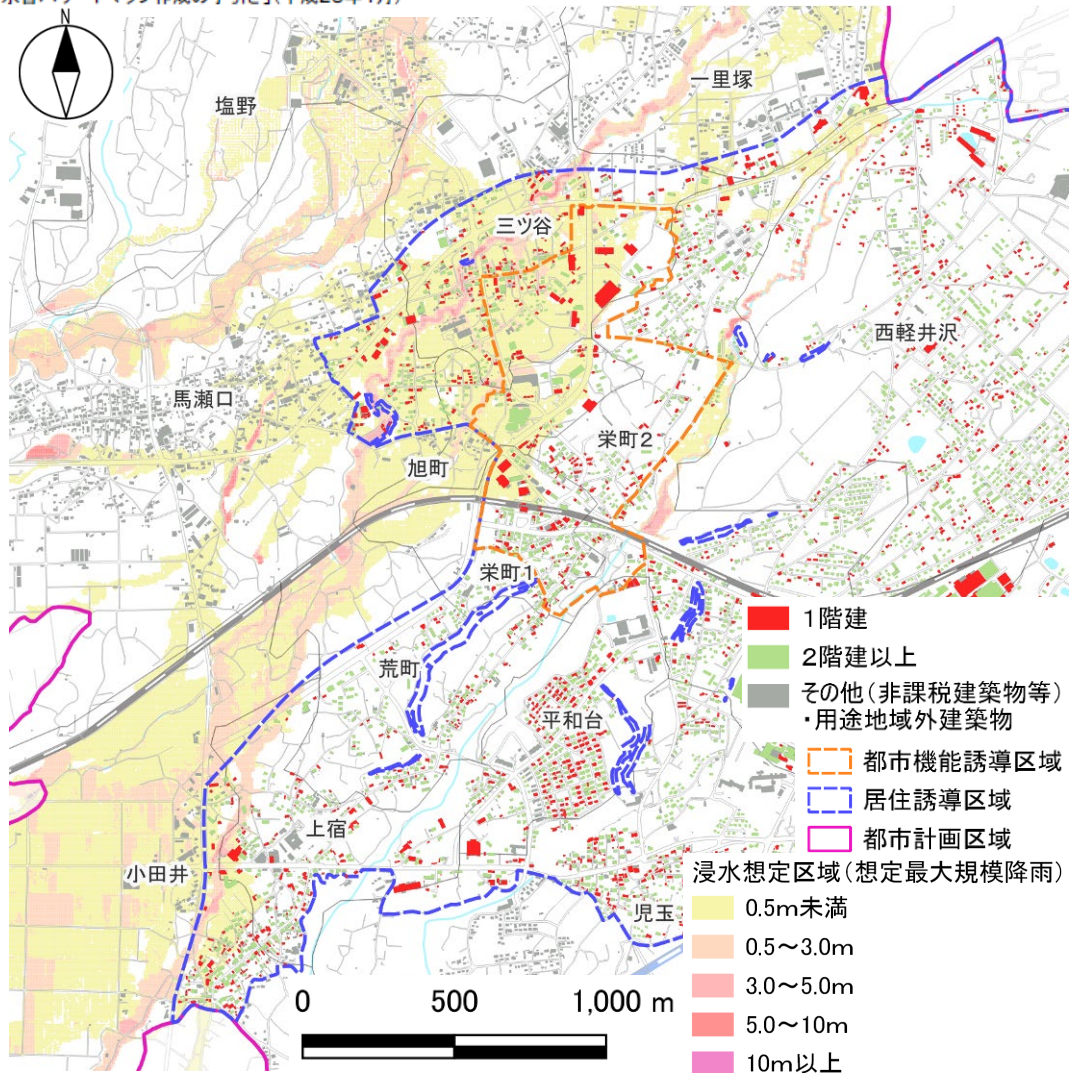 N
一里塚
塩野
三ツ谷
西軽井沢
馬瀬口
栄町2
旭町
栄町1
荒町
平和台
上宿
小田井
児玉
1階建
2階建以上
その他(非課税建築物等)
・用途地域外建築物
都市機能誘導区域
居住誘導区域
都市計画区域
浸水想定区域(想定最大規模降雨)
0.5m未満
0.5～3.0m
3.0～5.0m
5.0～10m
10m以上
0 500 1,000 m